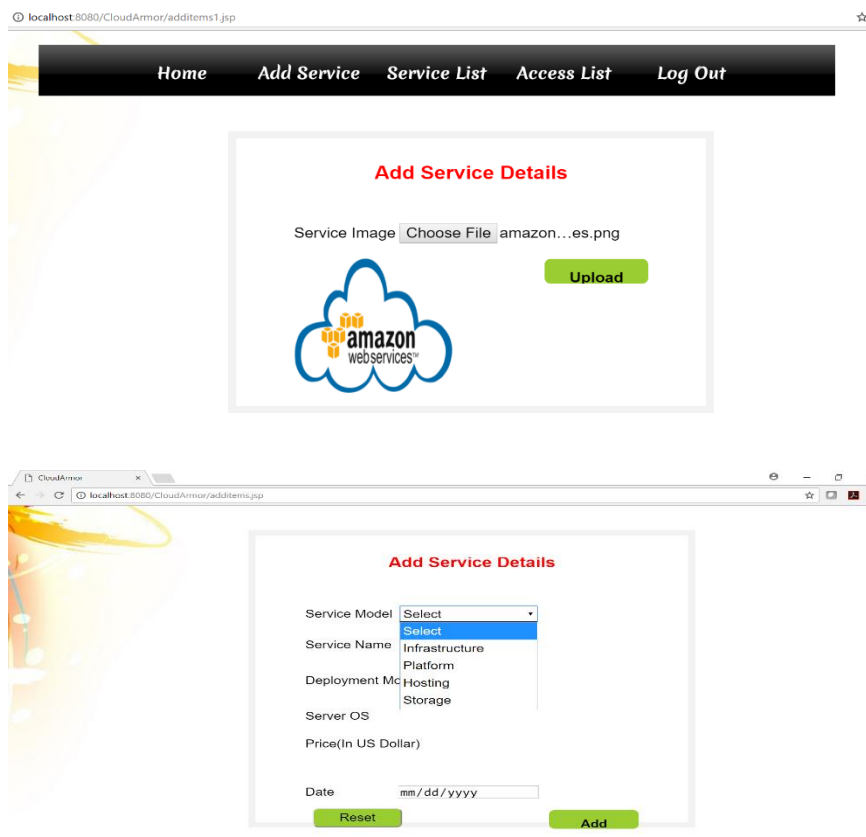 localhost:8080/CloudArmor/additems1.jsp
Home Add Service Service List Access List Log Out
Add Service Details
Service Image Choose File amazon...es.png
Upload
amazon
webservices™
CloudArmor
localhost:8080/CloudArmor/additems.jsp
Add Service Details
Service Model Select
Select
Service Name Infrastructure
Platform
Deployment Mo Hosting
Storage
Server OS
Price(In US Dollar)
Date mm/dd/yyyy
Reset Add